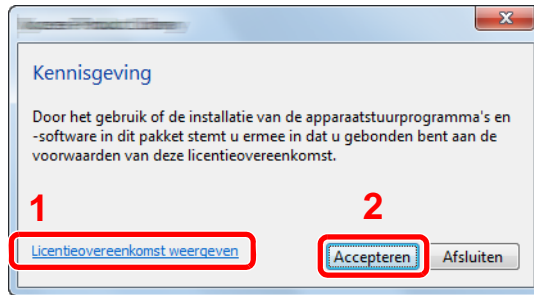 Kennisgeving
Door het gebruik of de installatie van de apparaatstuurprogramma's en
-software in dit pakket stemt u ermee in dat u gebonden bent aan de
voorwaarden van deze licentieovereenkomst.
1
2
Licentieovereenkomst weergeven
Accepteren
Afsluiten